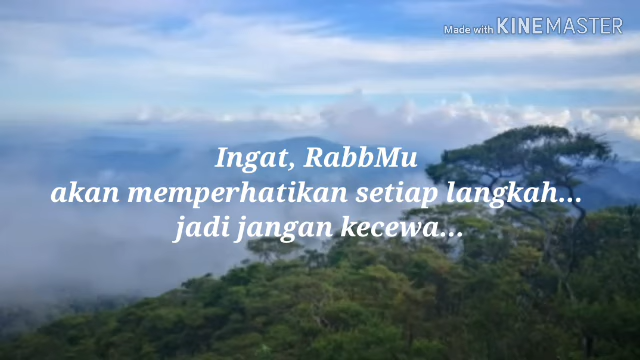 Made with KINEMASTER
Ingat, RabbMu
akan memperhatikan setiap langkah...
jadi jangan kecewa...